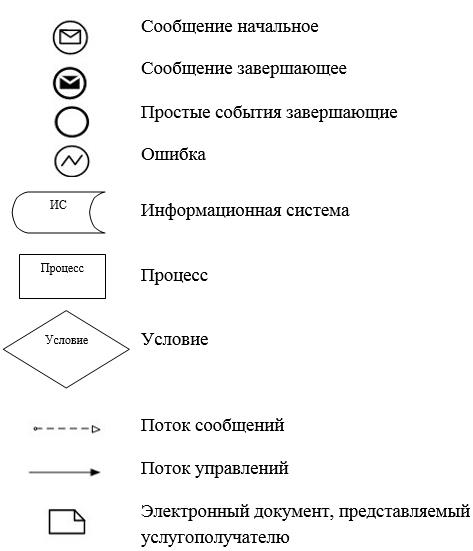 Сообщение начальное
Сообщение завершающее
Простые события завершающие
Ошибка
ИС
Информационная система
Процесс
Процесс
Условие
Условие
Поток сообщений
Поток управлений
Электронный документ, представляемый
услугополучателю